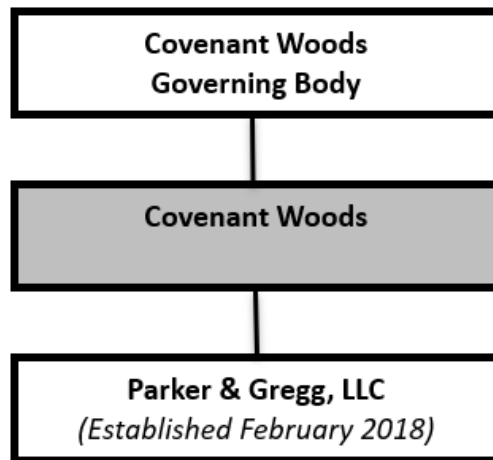 Covenant Woods
Governing Body
Covenant Woods
Parker & Gregg, LLC
(Established February 2018)